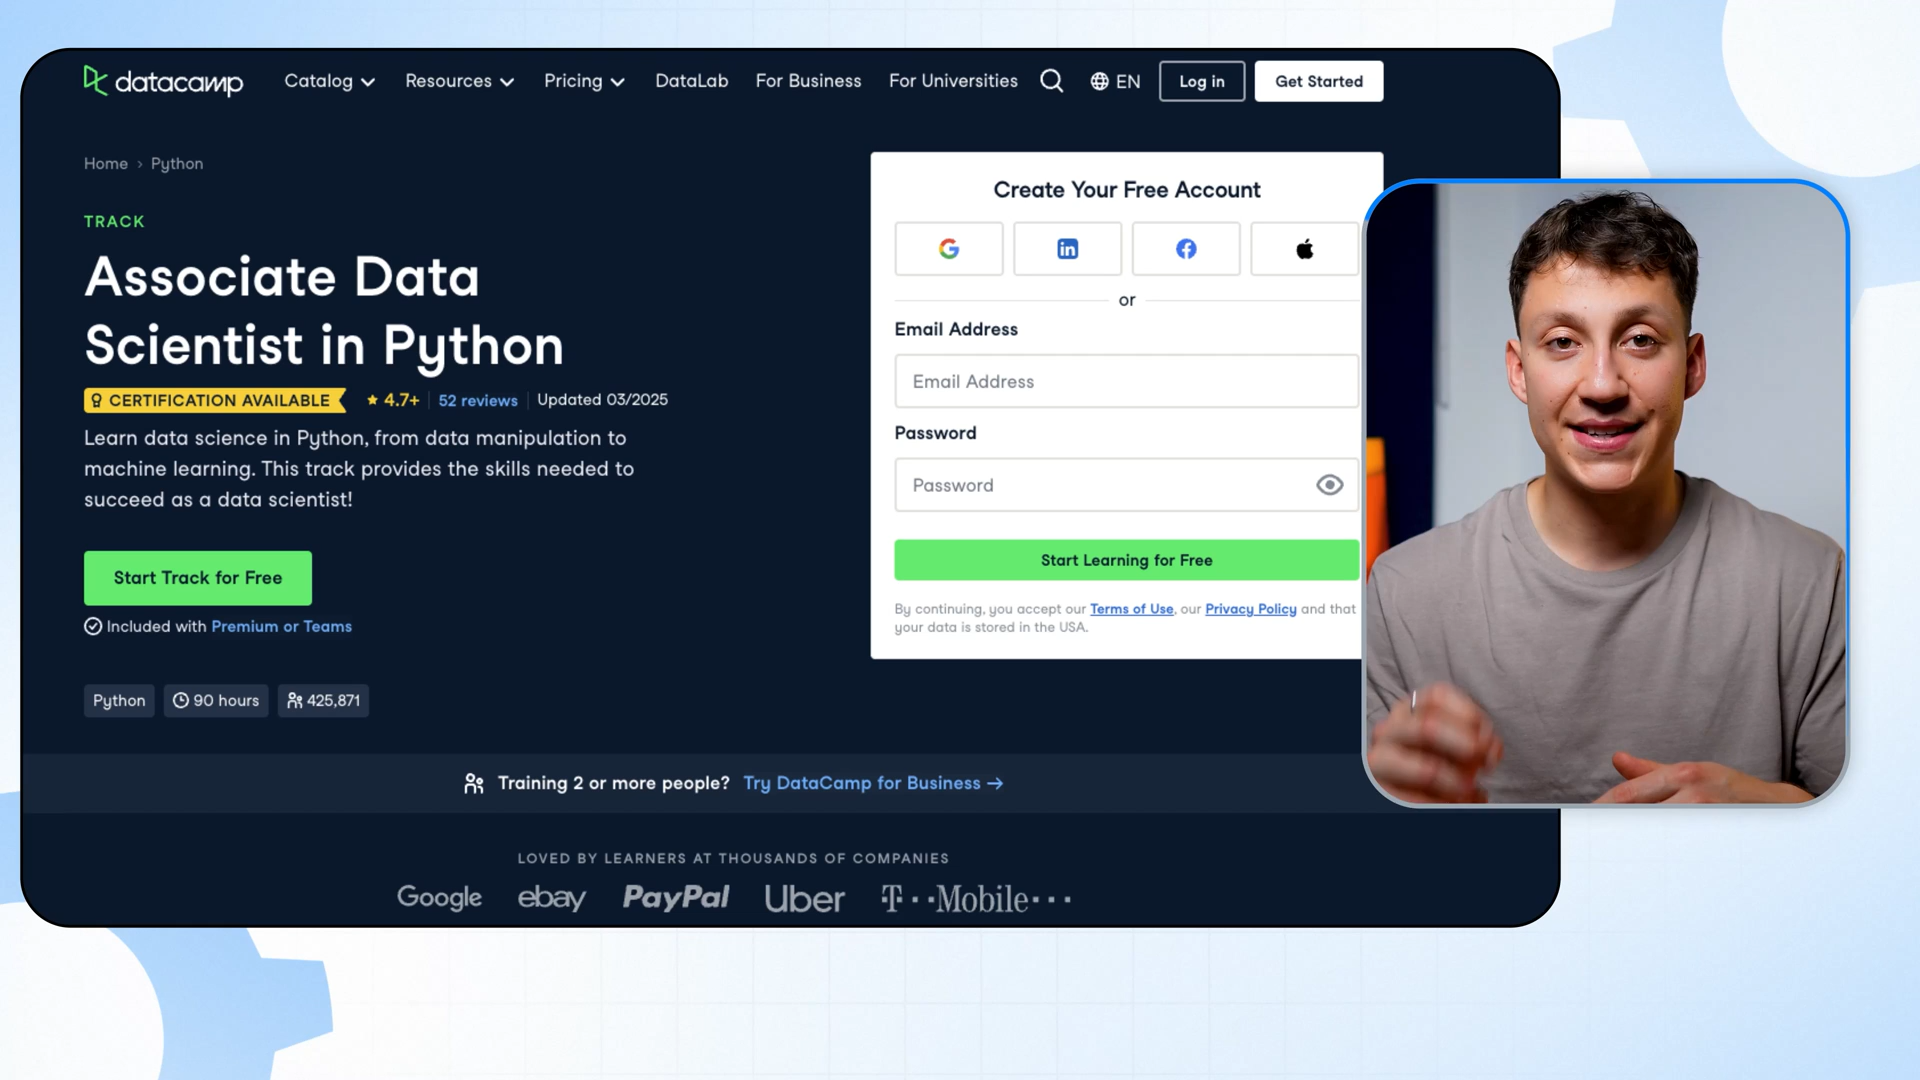 datacamp
Catalog
Resources
Pricing
DataLab
For Business
For Universities
EN
Log in
Get Started
Home › Python
TRACK
Associate Data
Scientist in Python
CERTIFICATION AVAILABLE
4.7+
52 reviews
Updated 03/2025
Learn data science in Python, from data manipulation to
machine learning. This track provides the skills needed to
succeed as a data scientist!
Start Track for Free
Included with Premium or Teams
Python
90 hours
425,871
Create Your Free Account
or
Email Address
Email Address
Password
Password
Start Learning for Free
By continuing, you accept our Terms of Use, our Privacy Policy and that
your data is stored in the USA.
Training 2 or more people? Try DataCamp for Business →
LOVED BY LEARNERS AT THOUSANDS OF COMPANIES
Google
ebay
PayPal
Uber
T··Mobile···